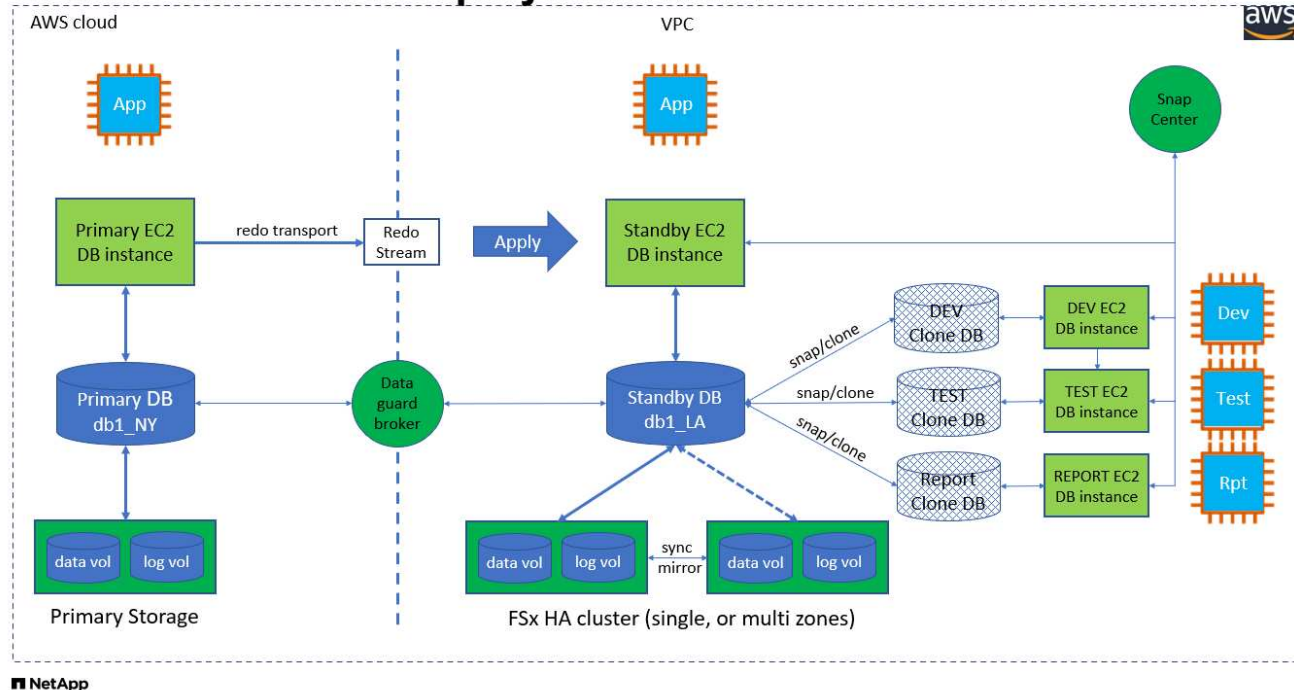 AWS cloud
VPC
aws
App
App
Snap
Center
Primary EC2
DB instance
redo transport
Redo
Stream
Apply
Standby EC2
DB instance
DEV
Clone DB
DEV EC2
DB instance
Dev
snap/clone
Primary DB
db1_NY
Data
guard
broker
Standby DB
db1_LA
snap/clone
TEST
Clone DB
TEST EC2
DB instance
Test
snap/clone
Report
Clone DB
REPORT EC2
DB instance
Rpt
data vol
log vol
data vol
log vol
sync
mirror
data vol
log vol
Primary Storage
FSx HA cluster (single, or multi zones)
NetApp